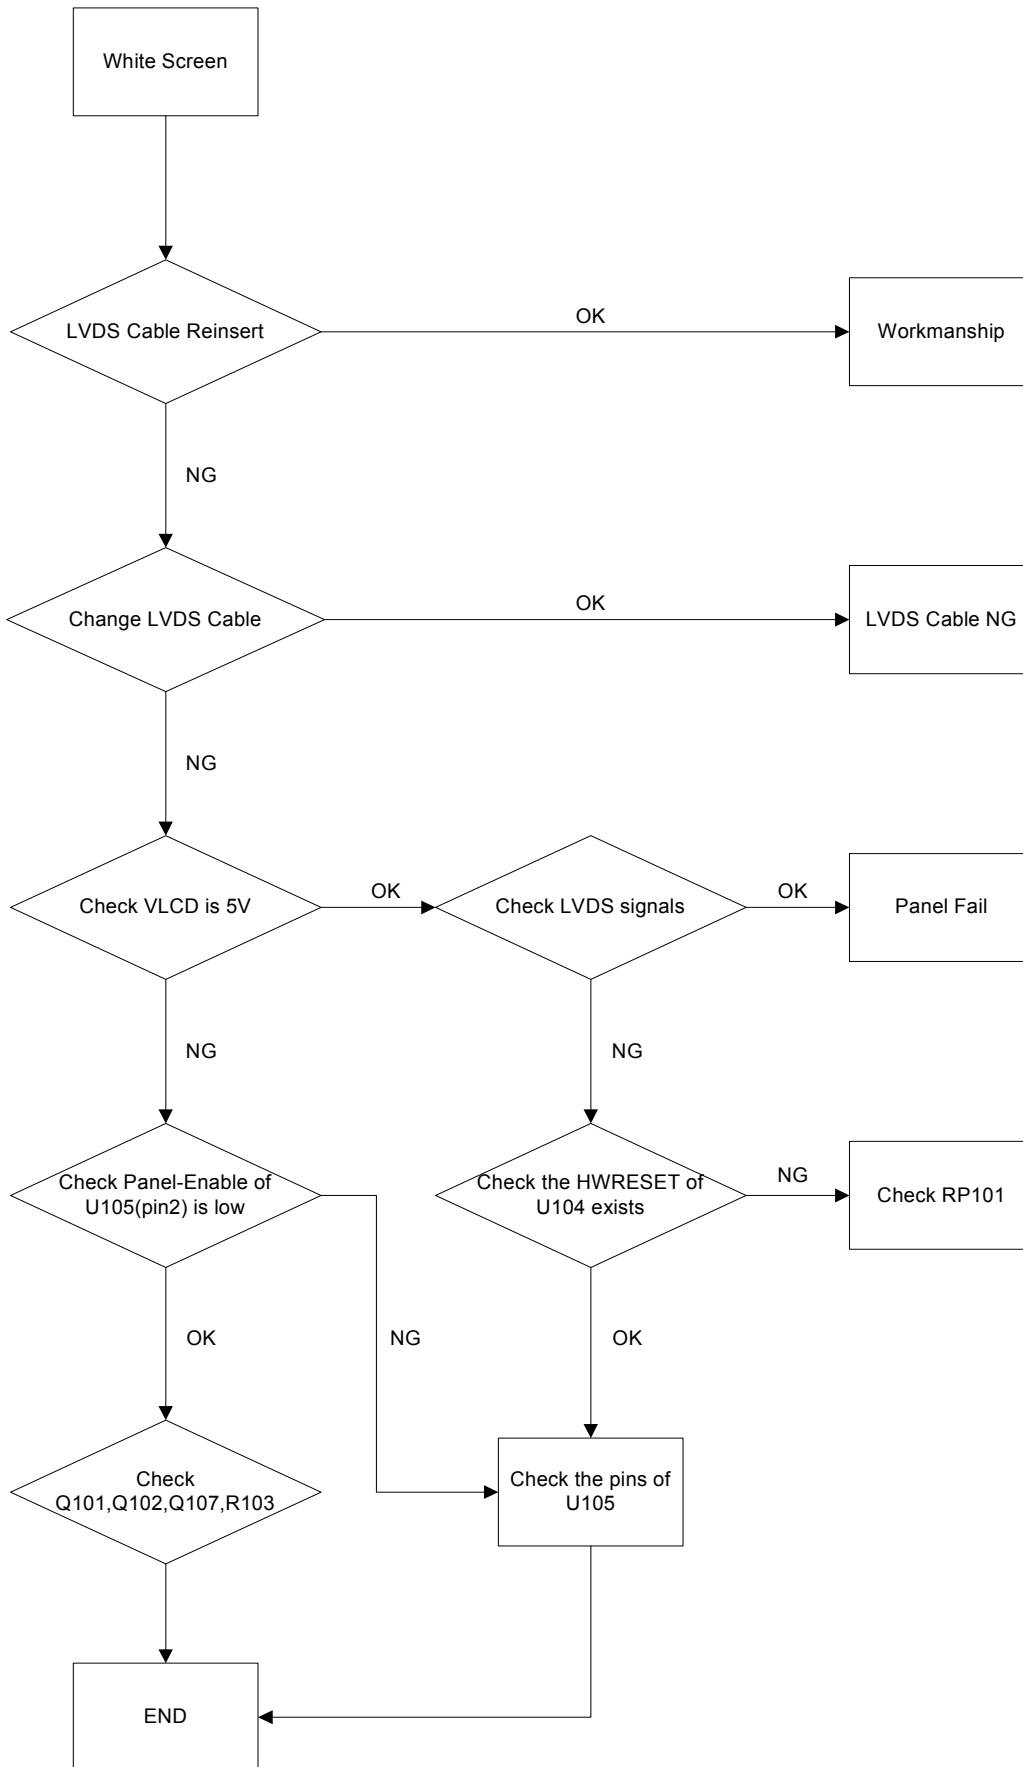 White Screen
LVDS Cable Reinsert
OK
Workmanship
NG
Change LVDS Cable
OK
LVDS Cable NG
NG
Check VLCD is 5V
OK
Check LVDS signals
OK
Panel Fail
NG
NG
Check Panel-Enable of
U105(pin2) is low
Check the HWRESET of
U104 exists
NG
Check RP101
OK
NG
OK
Check
Q101,Q102,Q107,R103
Check the pins of
U105
END